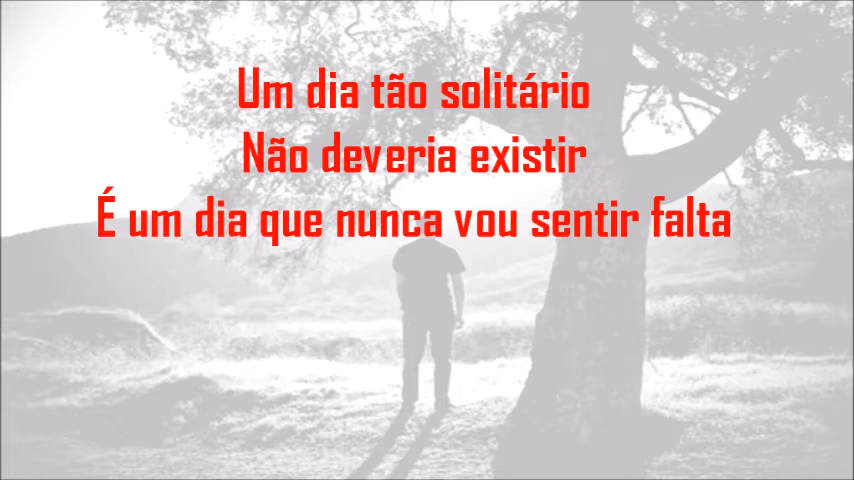 Um dia tão solitário
Não deveria existir
É um dia que nunca vou sentir falta